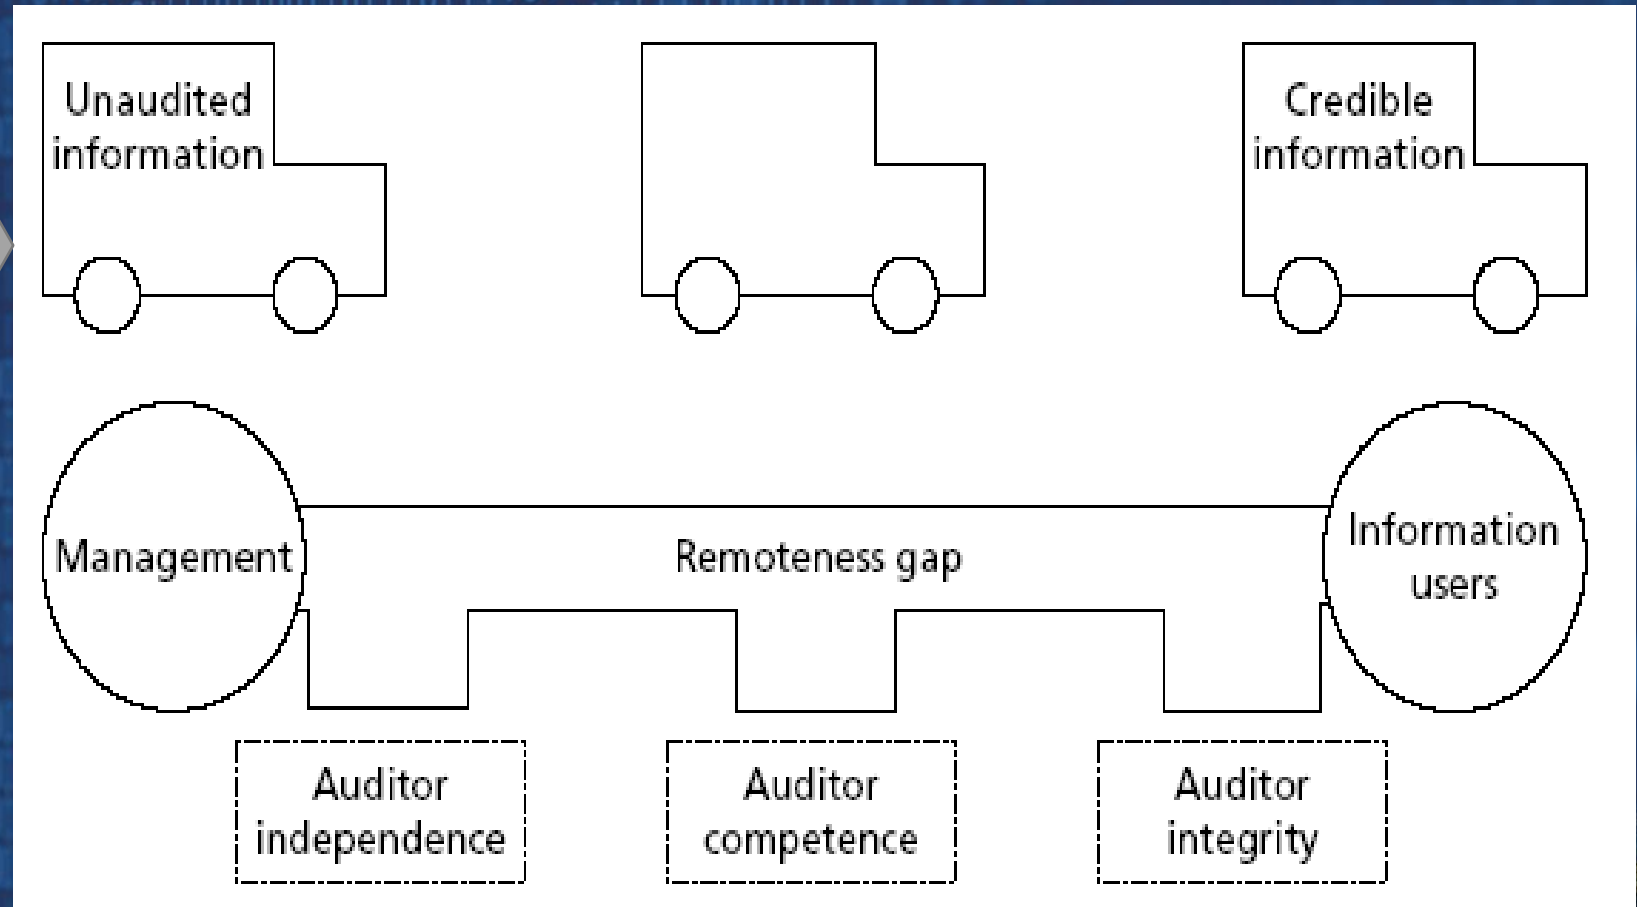 Unaudited
information
Credible
information
Management
Remoteness gap
Information
users
Auditor
independence
Auditor
competence
Auditor
integrity